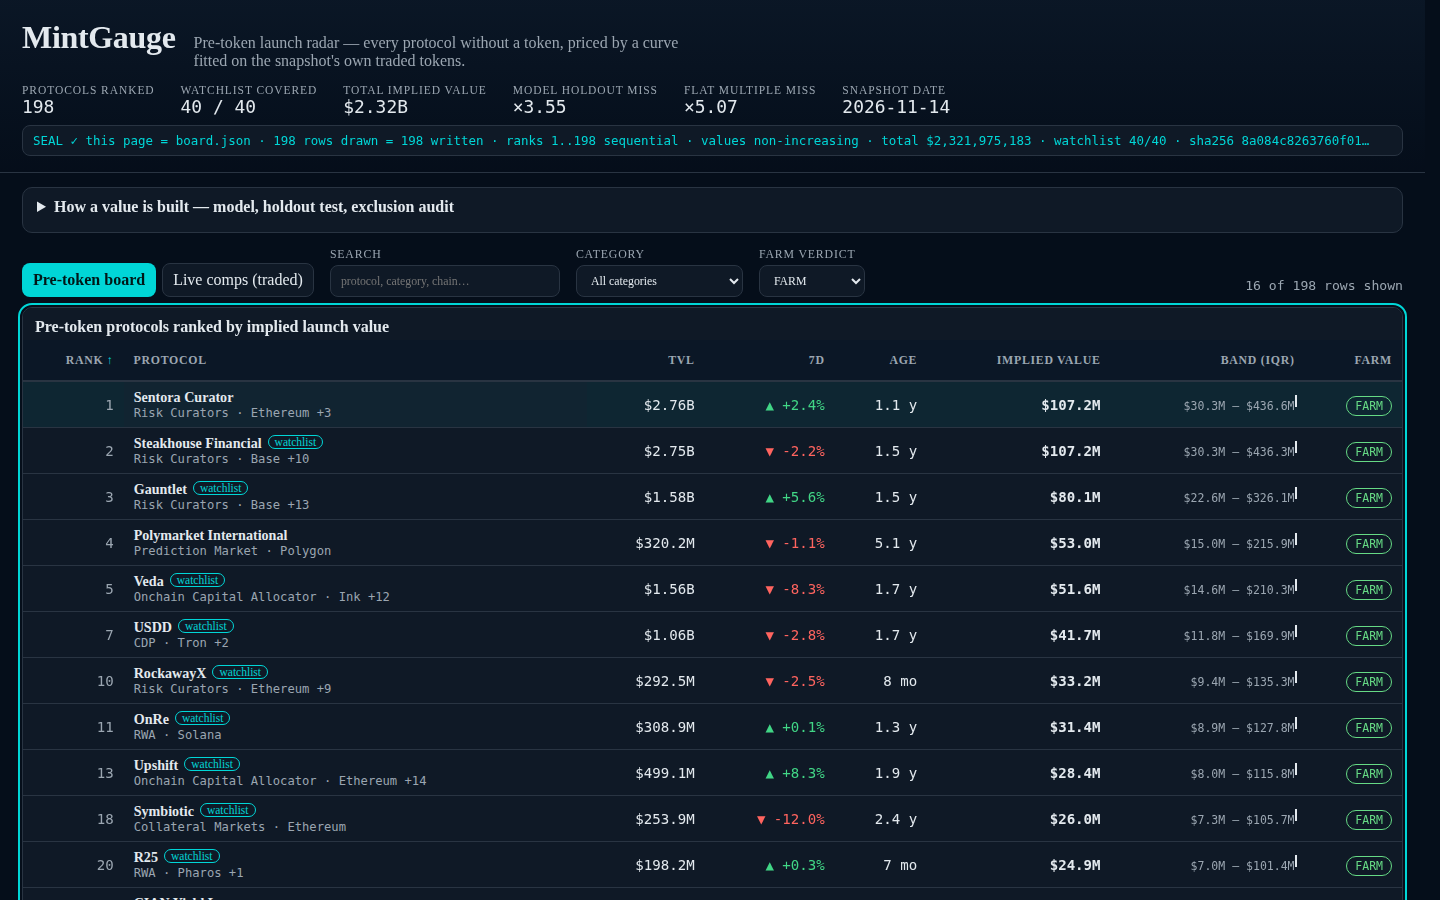 MintGauge
Pre-token launch radar — every protocol without a token, priced by a curve
fitted on the snapshot's own traded tokens.
PROTOCOLS RANKED
198
WATCHLIST COVERED
40 / 40
TOTAL IMPLIED VALUE
$2.32B
MODEL HOLDOUT MISS
×3.55
FLAT MULTIPLE MISS
×5.07
SNAPSHOT DATE
2026-11-14
SEAL ✓ this page = board.json · 198 rows drawn = 198 written · ranks 1..198 sequential · values non-increasing · total $2,321,975,183 · watchlist 40/40 · sha256 8a084c8263760f01…
▶ How a value is built — model, holdout test, exclusion audit
Pre-token board
Live comps (traded)
SEARCH
protocol, category, chain…
CATEGORY
All categories
FARM VERDICT
FARM
16 of 198 rows shown
Pre-token protocols ranked by implied launch value
RANK ↑ PROTOCOL TVL 7D AGE IMPLIED VALUE BAND (IQR) FARM
1 Sentora Curator $2.76B ▲ +2.4% 1.1 y $107.2M $30.3M — $436.6M FARM
Risk Curators · Ethereum +3
2 Steakhouse Financial watchlist $2.75B ▼ -2.2% 1.5 y $107.2M $30.3M — $436.3M FARM
Risk Curators · Base +10
3 Gauntlet watchlist $1.58B ▲ +5.6% 1.5 y $80.1M $22.6M — $326.1M FARM
Risk Curators · Base +13
4 Polymarket International $320.2M ▼ -1.1% 5.1 y $53.0M $15.0M — $215.9M FARM
Prediction Market · Polygon
5 Veda watchlist $1.56B ▼ -8.3% 1.7 y $51.6M $14.6M — $210.3M FARM
Onchain Capital Allocator · Ink +12
7 USDD watchlist $1.06B ▼ -2.8% 1.7 y $41.7M $11.8M — $169.9M FARM
CDP · Tron +2
10 RockawayX watchlist $292.5M ▼ -2.5% 8 mo $33.2M $9.4M — $135.3M FARM
Risk Curators · Ethereum +9
11 OnRe watchlist $308.9M ▲ +0.1% 1.3 y $31.4M $8.9M — $127.8M FARM
RWA · Solana
13 Upshift watchlist $499.1M ▲ +8.3% 1.9 y $28.4M $8.0M — $115.8M FARM
Onchain Capital Allocator · Ethereum +14
18 Symbiotic watchlist $253.9M ▼ -12.0% 2.4 y $26.0M $7.3M — $105.7M FARM
Collateral Markets · Ethereum
20 R25 watchlist $198.2M ▲ +0.3% 7 mo $24.9M $7.0M — $101.4M FARM
RWA · Pharos +1